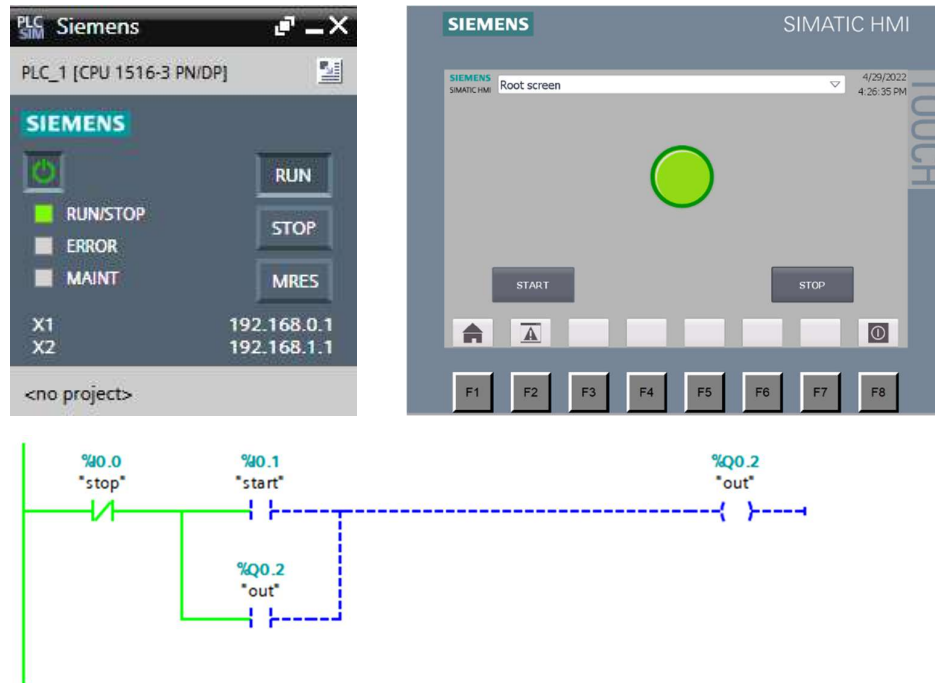 PLC SIM Siemens
PLC_1 [CPU 1516-3 PN/DP]
SIEMENS
RUN
RUN/STOP
STOP
ERROR
MAINT
MRES
X1 192.168.0.1
X2 192.168.1.1
<no project>
SIEMENS SIMATIC HMI
SIEMENS
SIMATIC HMI
Root screen
4/29/2022
4:26:35 PM
TOUCH
START STOP
F1 F2 F3 F4 F5 F6 F7 F8
%I0.0 %I0.1 %Q0.2
"stop" "start" "out"
%Q0.2
"out"